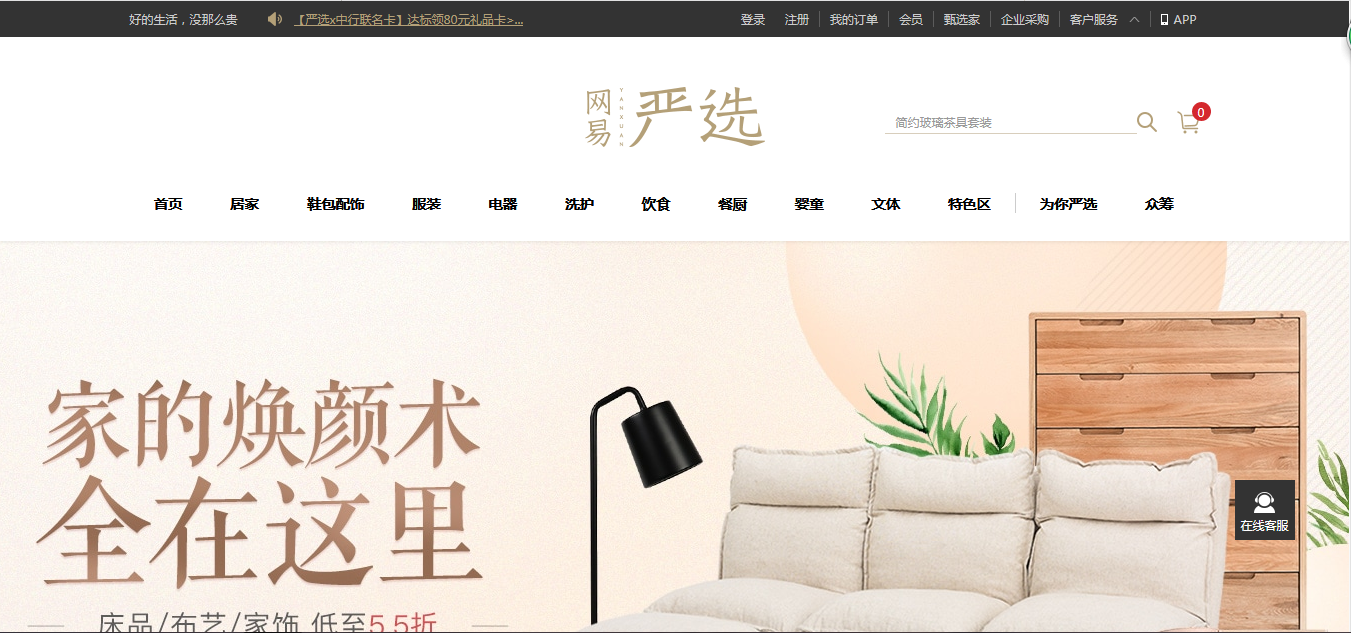 好的生活，没那么贵 【严选x中行联名卡】达标领80元礼品卡>... 登录 注册 我的订单 会员 甄选家 企业采购 客户服务 APP
网易 YANXUAN 严选
简约玻璃茶具套装 0
首页 居家 鞋包配饰 服装 电器 洗护 饮食 餐厨 婴童 文体 特色区 为你严选 众筹
家的焕颜术
全在这里
在线客服
床品/布艺/家饰 低至5.5折